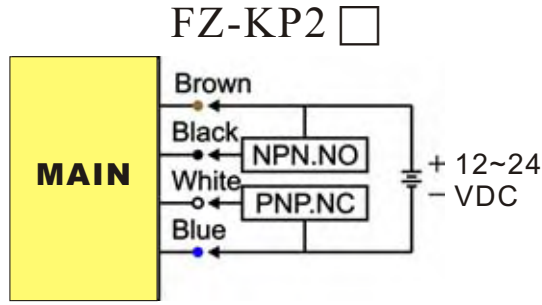 FZ-KP2 □
Brown
Black
NPN.NO
MAIN
White
PNP.NC
Blue
+ 12~24
− VDC